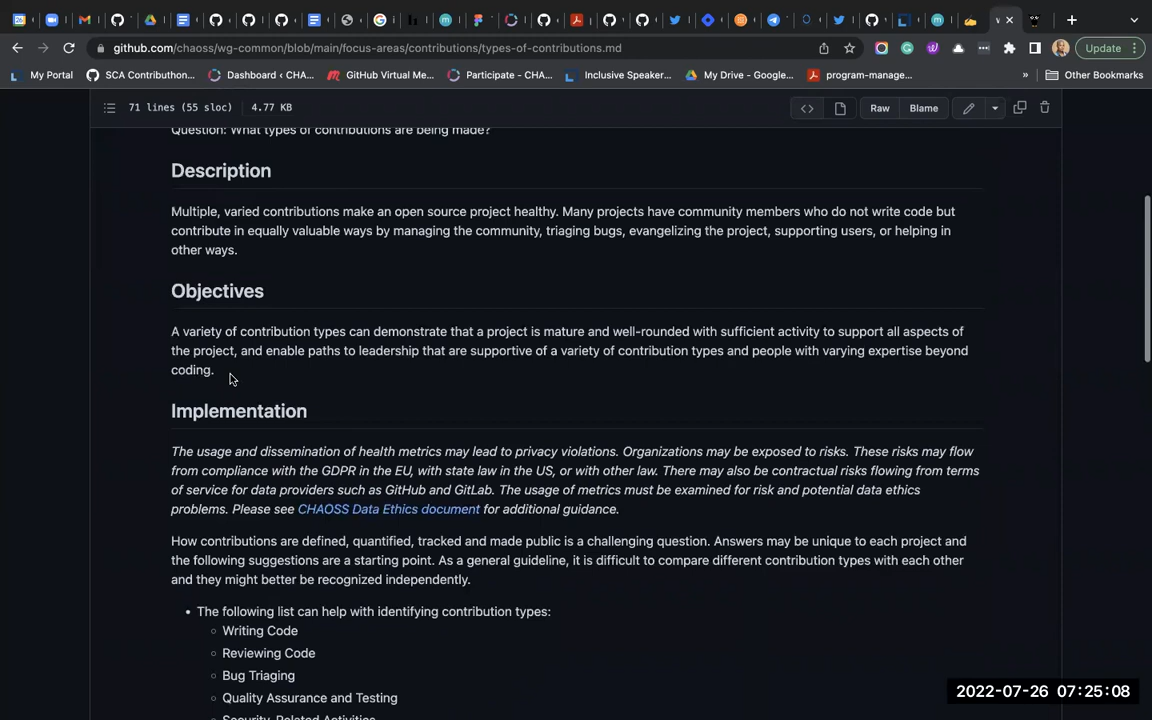 github.com/chaoss/wg-common/blob/main/focus-areas/contributions/types-of-contributions.md
Update
My Portal
SCA Contributhon...
Dashboard ‹ CHA...
GitHub Virtual Me...
Participate - CHA...
Inclusive Speaker...
My Drive - Google...
program-manage...
»
Other Bookmarks
71 lines (55 sloc)
4.77 KB
Raw
Blame
Question: What types of contributions are being made?
Description
Multiple, varied contributions make an open source project healthy. Many projects have community members who do not write code but
contribute in equally valuable ways by managing the community, triaging bugs, evangelizing the project, supporting users, or helping in
other ways.
Objectives
A variety of contribution types can demonstrate that a project is mature and well-rounded with sufficient activity to support all aspects of
the project, and enable paths to leadership that are supportive of a variety of contribution types and people with varying expertise beyond
coding.
Implementation
The usage and dissemination of health metrics may lead to privacy violations. Organizations may be exposed to risks. These risks may flow
from compliance with the GDPR in the EU, with state law in the US, or with other law. There may also be contractual risks flowing from terms
of service for data providers such as GitHub and GitLab. The usage of metrics must be examined for risk and potential data ethics
problems. Please see CHAOSS Data Ethics document for additional guidance.
How contributions are defined, quantified, tracked and made public is a challenging question. Answers may be unique to each project and
the following suggestions are a starting point. As a general guideline, it is difficult to compare different contribution types with each other
and they might better be recognized independently.
• The following list can help with identifying contribution types:
○ Writing Code
○ Reviewing Code
○ Bug Triaging
○ Quality Assurance and Testing
○ Security-Related Activities
2022-07-26 07:25:08